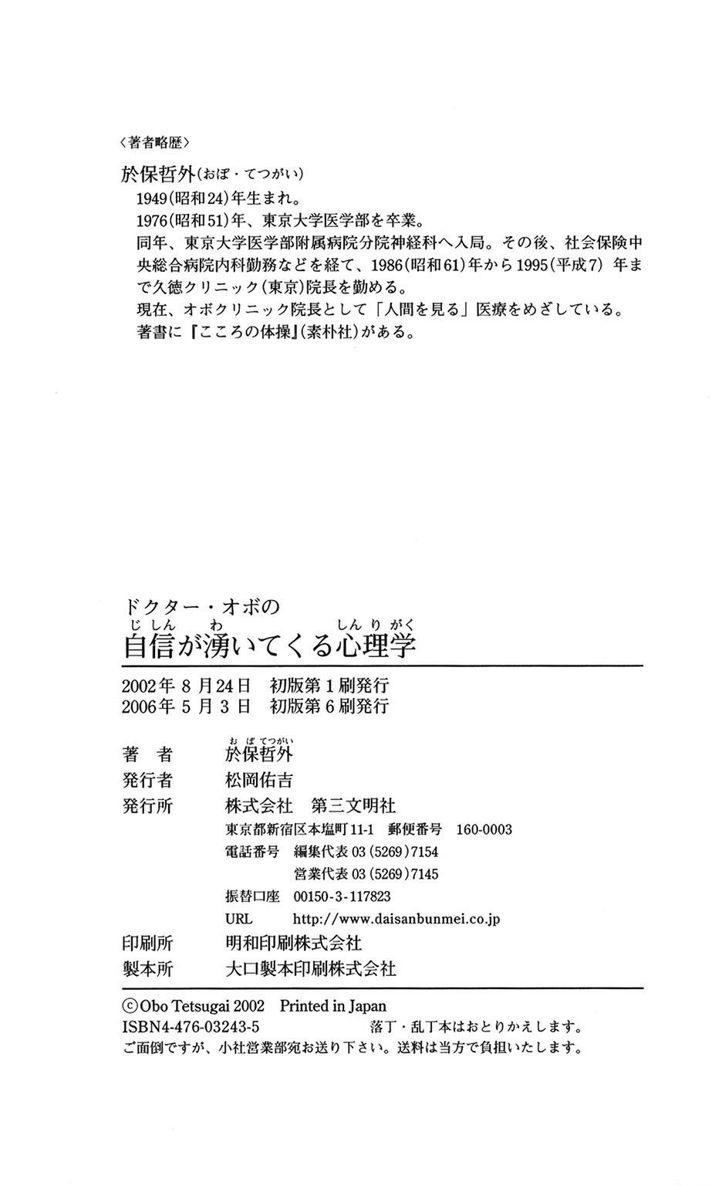 〈著者略歴〉
於保哲外(おぼ・てつがい)
1949(昭和24)年生まれ。
1976(昭和51)年、東京大学医学部を卒業。
同年、東京大学医学部附属病院分院神経科へ入局。その後、社会保険中
央総合病院内科勤務などを経て、1986(昭和61)年から1995(平成7) 年ま
で久徳クリニック(東京)院長を勤める。
現在、オボクリニック院長として「人間を見る」医療をめざしている。
著書に『こころの体操』(素朴社)がある。
ドクター・オボの
じしん わ しんりがく
自信が湧いてくる心理学
2002年 8 月24日 初版第1刷発行
2006年 5 月 3 日 初版第6刷発行
おぼ てつがい
著 者 於保哲外
発行者 松岡佑吉
発行所 株式会社 第三文明社
東京都新宿区本塩町11-1 郵便番号 160-0003
電話番号 編集代表 03 (5269)7154
営業代表 03 (5269)7145
振替口座 00150-3-117823
URL http://www.daisanbunmei.co.jp
印刷所 明和印刷株式会社
製本所 大口製本印刷株式会社
©Obo Tetsugai 2002 Printed in Japan
ISBN4-476-03243-5 落丁・乱丁本はおとりかえします。
ご面倒ですが、小社営業部宛お送り下さい。送料は当方で負担いたします。